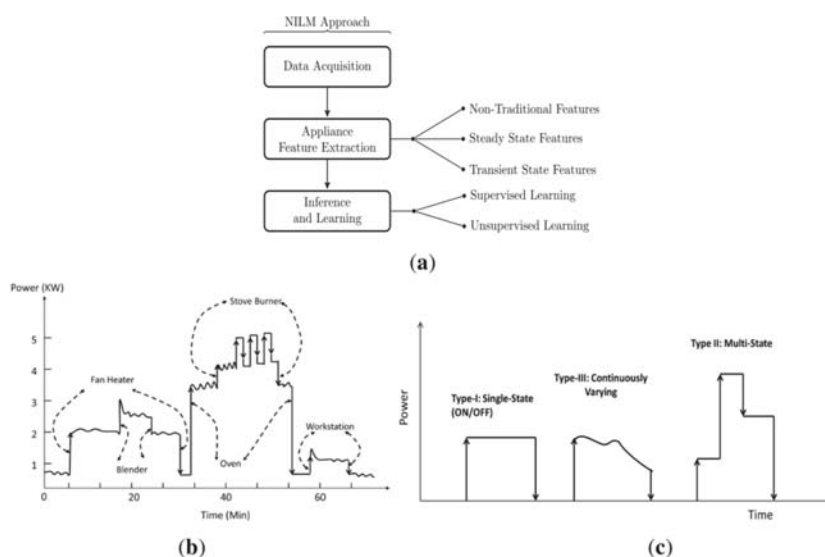 NILM Approach
Data Acquisition
Appliance
Feature Extraction
Non-Traditional Features
Steady State Features
Transient State Features
Inference
and Learning
Supervised Learning
Unsupervised Learning
(a)
Power (KW)
5
4
3
2
1
0
20
40
60
Time (Min)
Fan Heater
Blender
Stove Burner
Oven
Workstation
(b)
Power
Type-I: Single-State
(ON/OFF)
Type-III: Continuously
Varying
Type II: Multi-State
Time
(c)